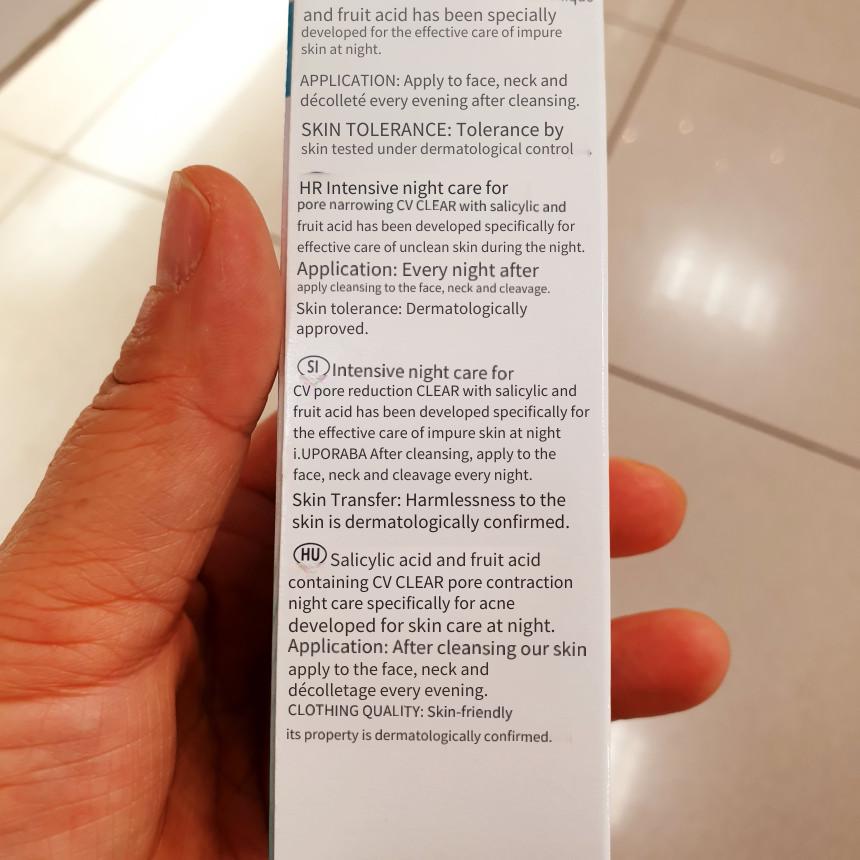 and fruit acid has been specially
developed for the effective care of impure
skin at night.
APPLICATION: Apply to face, neck and
décolleté every evening after cleansing.
SKIN TOLERANCE: Tolerance by
skin tested under dermatological control
HR Intensive night care for
pore narrowing CV CLEAR with salicylic and
fruit acid has been developed specifically for
effective care of unclean skin during the night.
Application: Every night after
apply cleansing to the face, neck and cleavage.
Skin tolerance: Dermatologically
approved.
SI Intensive night care for
CV pore reduction CLEAR with salicylic and
fruit acid has been developed specifically for
the effective care of impure skin at night
i.UPORABA After cleansing, apply to the
face, neck and cleavage every night.
Skin Transfer: Harmlessness to the
skin is dermatologically confirmed.
HU Salicylic acid and fruit acid
containing CV CLEAR pore contraction
night care specifically for acne
developed for skin care at night.
Application: After cleansing our skin
apply to the face, neck and
décolletage every evening.
CLOTHING QUALITY: Skin-friendly
its property is dermatologically confirmed.